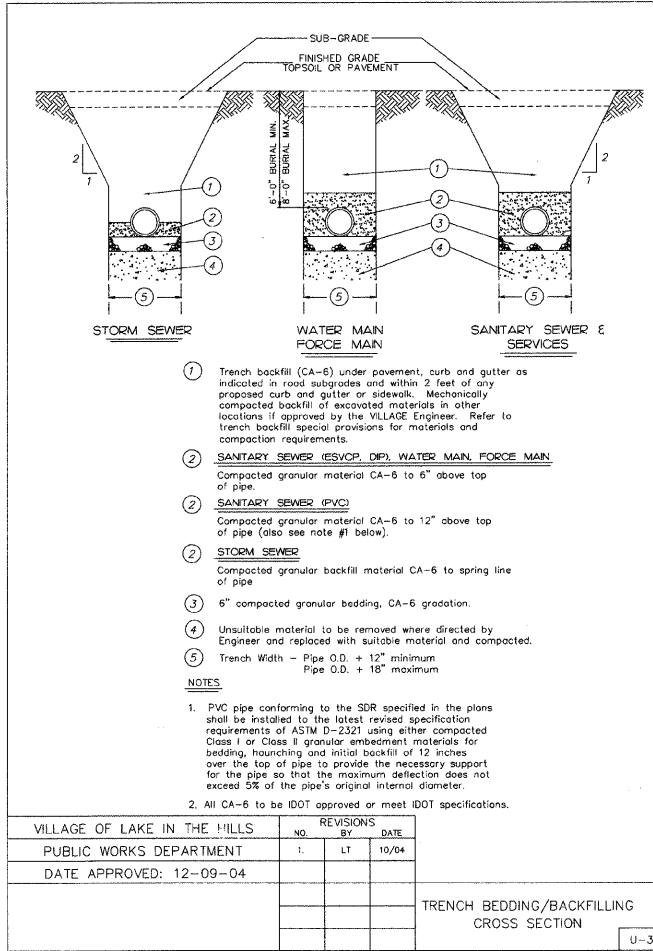 SUB-GRADE
FINISHED GRADE
TOPSOIL OR PAVEMENT
6'-0" BURIAL MIN.
8'-0" BURIAL MAX.
2
1
2
1
1
2
3
4
5
1
2
3
4
5
5
STORM SEWER
WATER MAIN
FORCE MAIN
SANITARY SEWER &
SERVICES
1 Trench backfill (CA-6) under pavement, curb and gutter as
indicated in road subgrades and within 2 feet of any
proposed curb and gutter or sidewalk. Mechanically
compacted backfill of excavated materials in other
locations if approved by the VILLAGE Engineer. Refer to
trench backfill special provisions for materials and
compaction requirements.
2 SANITARY SEWER (ESVCP, DIP), WATER MAIN, FORCE MAIN
Compacted granular material CA-6 to 6" above top
of pipe.
2 SANITARY SEWER (PVC)
Compacted granular material CA-6 to 12" above top
of pipe (also see note #1 below).
2 STORM SEWER
Compacted granular backfill material CA-6 to spring line
of pipe
3 6" compacted granular bedding, CA-6 gradation.
4 Unsuitable material to be removed where directed by
Engineer and replaced with suitable material and compacted.
5 Trench Width - Pipe O.D. + 12" minimum
Pipe O.D. + 18" maximum
NOTES
1. PVC pipe conforming to the SDR specified in the plans
shall be installed to the latest revised specification
requirements of ASTM D-2321 using either compacted
Class I or Class II granular embedment materials for
bedding, haunching and initial backfill of 12 inches
over the top of pipe to provide the necessary support
for the pipe so that the maximum deflection does not
exceed 5% of the pipe's original internal diameter.
2. All CA-6 to be IDOT approved or meet IDOT specifications.
VILLAGE OF LAKE IN THE HILLS
PUBLIC WORKS DEPARTMENT
DATE APPROVED: 12-09-04
REVISIONS
NO. BY DATE
1. LT 10/04
TRENCH BEDDING/BACKFILLING
CROSS SECTION
U-3